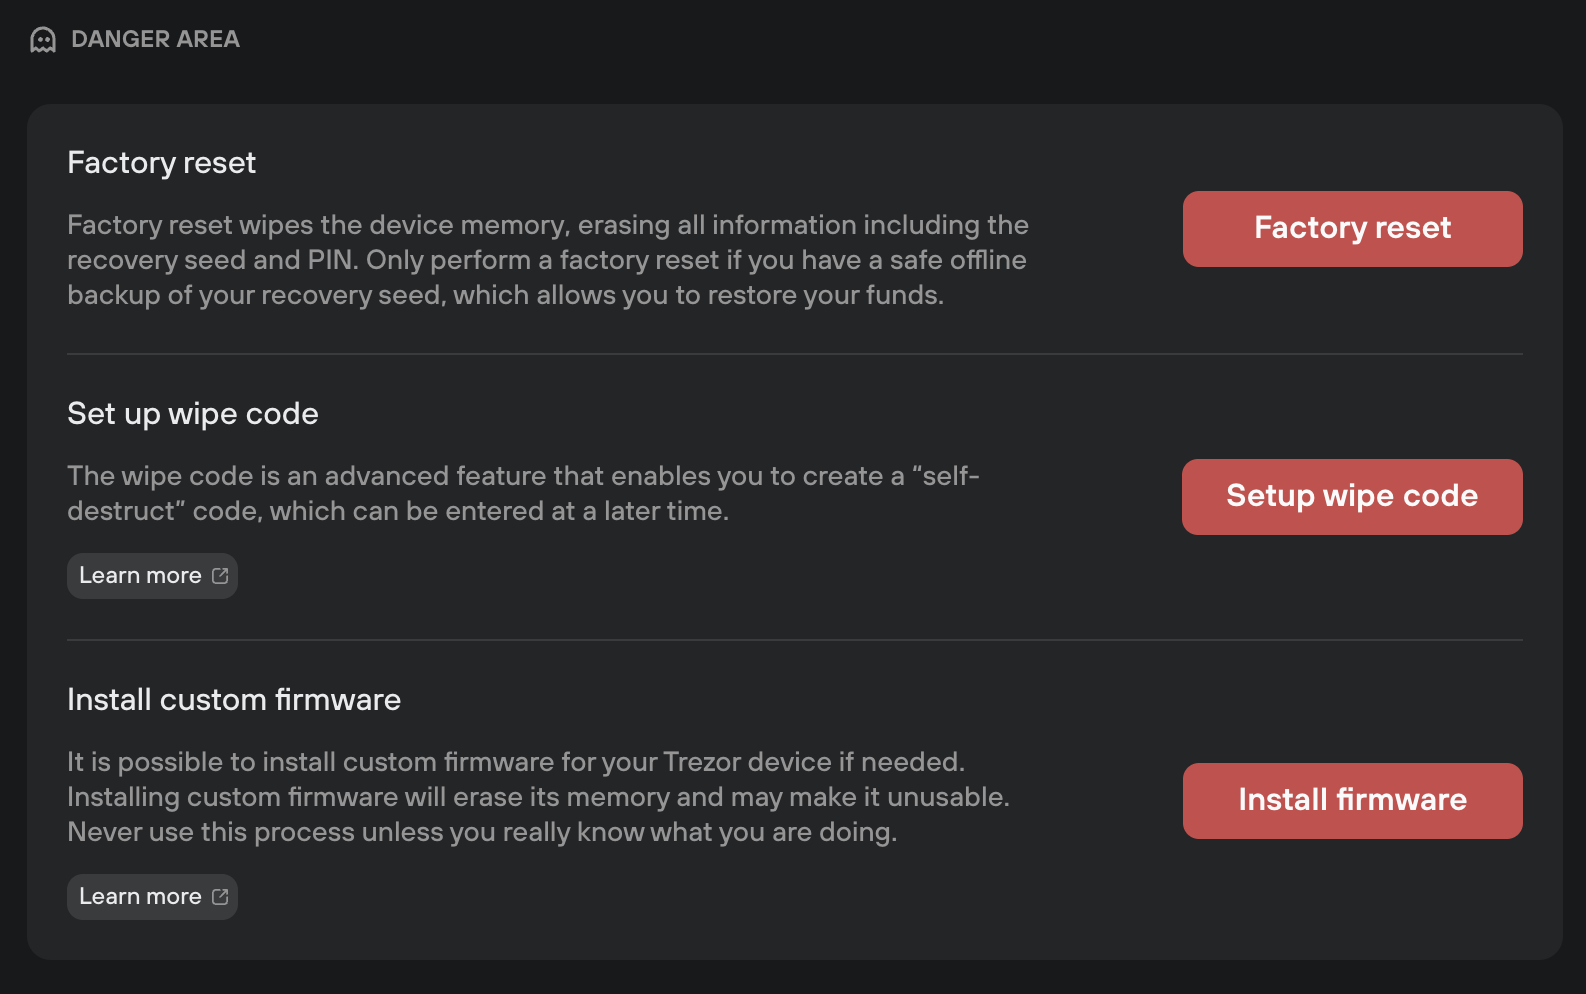 DANGER AREA
Factory reset
Factory reset wipes the device memory, erasing all information including the
recovery seed and PIN. Only perform a factory reset if you have a safe offline
backup of your recovery seed, which allows you to restore your funds.
Factory reset
Set up wipe code
The wipe code is an advanced feature that enables you to create a “self-
destruct” code, which can be entered at a later time.
Learn more
Setup wipe code
Install custom firmware
It is possible to install custom firmware for your Trezor device if needed.
Installing custom firmware will erase its memory and may make it unusable.
Never use this process unless you really know what you are doing.
Learn more
Install firmware